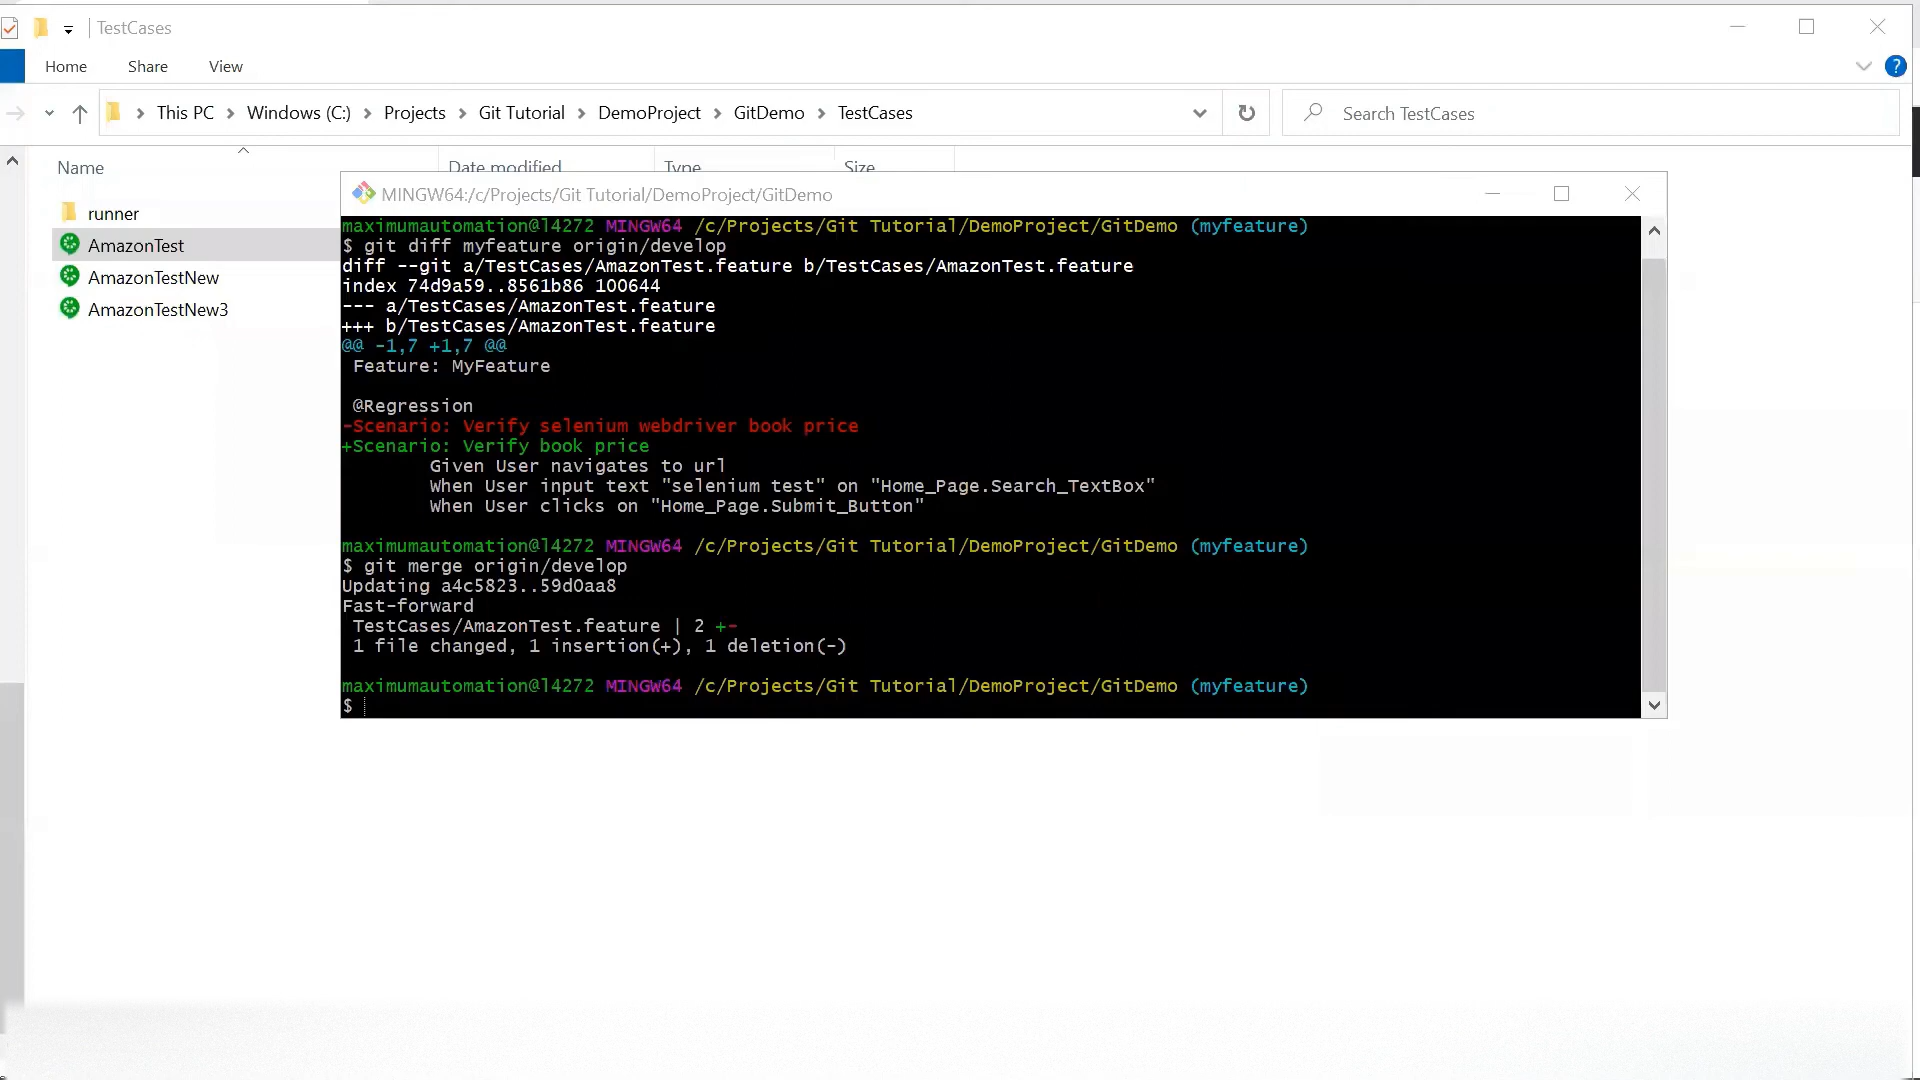 TestCases
Home Share View
This PC > Windows (C:) > Projects > Git Tutorial > DemoProject > GitDemo > TestCases
Search TestCases
Name Date modified Type Size
runner
AmazonTest
AmazonTestNew
AmazonTestNew3
MINGW64:/c/Projects/Git Tutorial/DemoProject/GitDemo
maximumautomation@l4272 MINGW64 /c/Projects/Git Tutorial/DemoProject/GitDemo (myfeature)
$ git diff myfeature origin/develop
diff --git a/TestCases/AmazonTest.feature b/TestCases/AmazonTest.feature
index 74d9a59..8561b86 100644
--- a/TestCases/AmazonTest.feature
+++ b/TestCases/AmazonTest.feature
@@ -1,7 +1,7 @@
Feature: MyFeature
@Regression
-Scenario: Verify selenium webdriver book price
+Scenario: Verify book price
Given User navigates to url
When User input text "selenium test" on "Home_Page.Search_TextBox"
When User clicks on "Home_Page.Submit_Button"
maximumautomation@l4272 MINGW64 /c/Projects/Git Tutorial/DemoProject/GitDemo (myfeature)
$ git merge origin/develop
Updating a4c5823..59d0aa8
Fast-forward
TestCases/AmazonTest.feature | 2 +-
1 file changed, 1 insertion(+), 1 deletion(-)
maximumautomation@l4272 MINGW64 /c/Projects/Git Tutorial/DemoProject/GitDemo (myfeature)
$